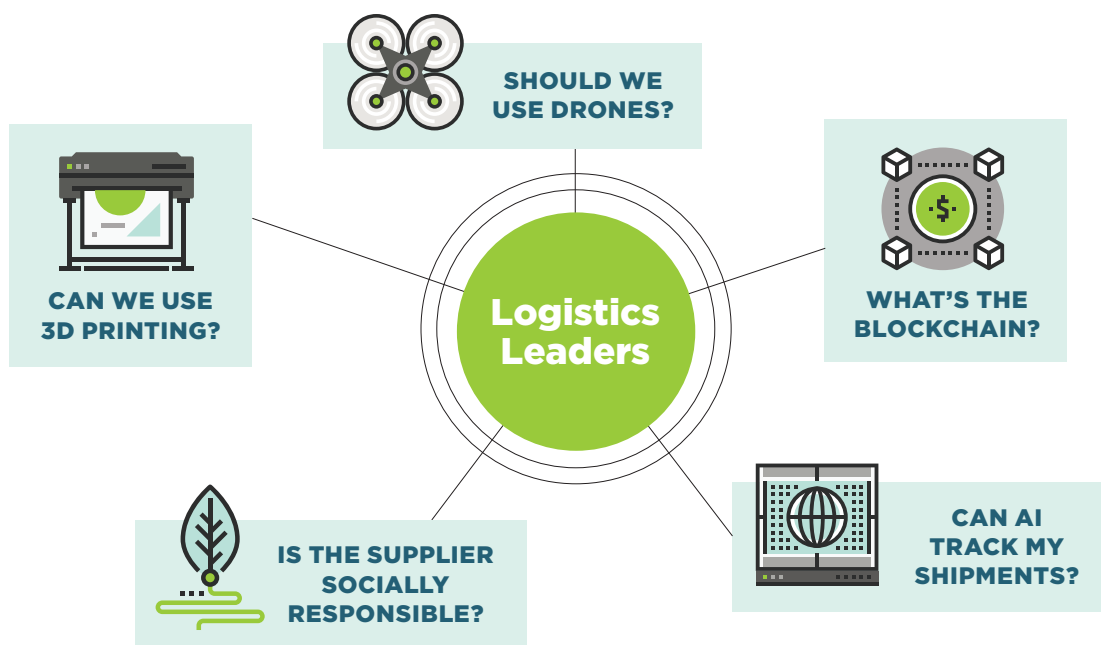 SHOULD WE
USE DRONES?
CAN WE USE
3D PRINTING?
WHAT'S THE
BLOCKCHAIN?
Logistics
Leaders
IS THE SUPPLIER
SOCIALLY
RESPONSIBLE?
CAN AI
TRACK MY
SHIPMENTS?
$